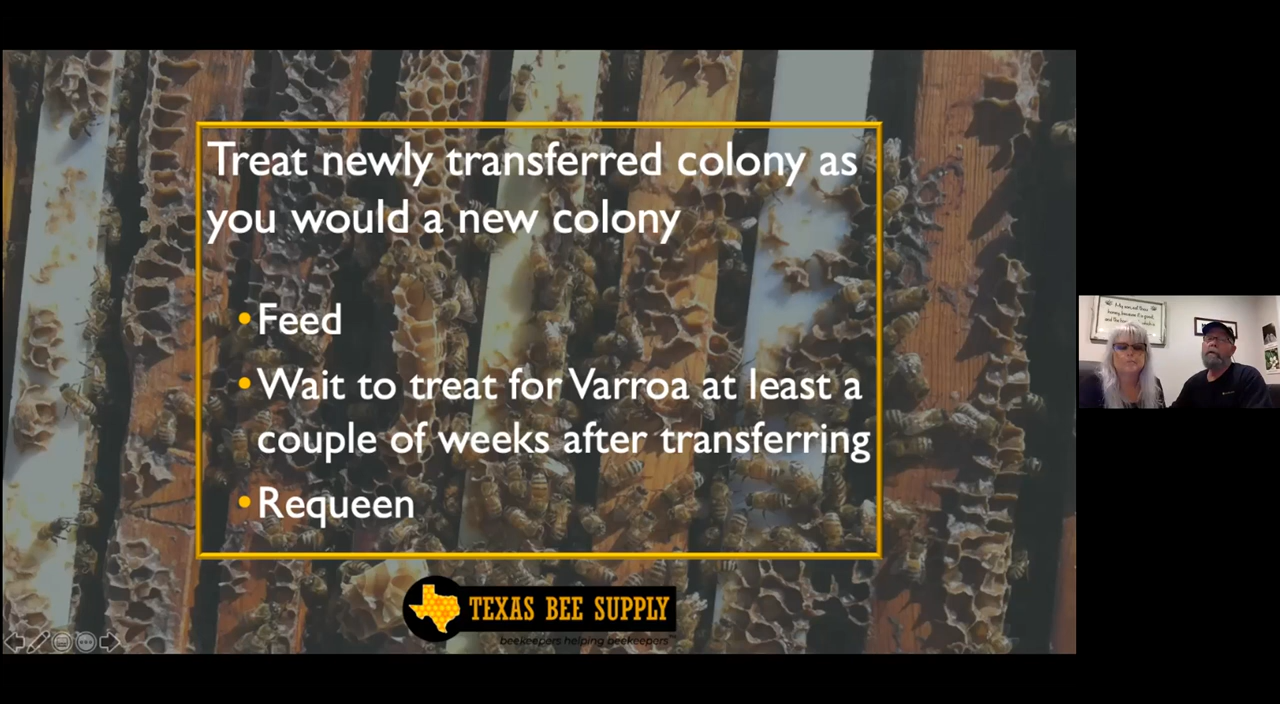 Treat newly transferred colony as
you would a new colony
•Feed
•Wait to treat for Varroa at least a
couple of weeks after transferring
•Requeen
TEXAS BEE SUPPLY
beekeepers helping beekeepers